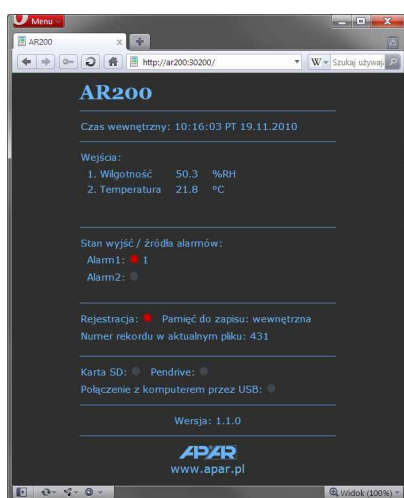 Menu
AR200
http://ar200:30200/
Szukaj używaj
AR200
Czas wewnętrzny: 10:16:03 PT 19.11.2010
Wejścia:
1. Wilgotność 50.3 %RH
2. Temperatura 21.8 °C
Stan wyjść / źródła alarmów:
Alarm1: 1
Alarm2:
Rejestracja: Pamięć do zapisu: wewnętrzna
Numer rekordu w aktualnym pliku: 431
Karta SD: Pendrive:
Połączenie z komputerem przez USB:
Wersja: 1.1.0
APAR
www.apar.pl
Widok (100%)